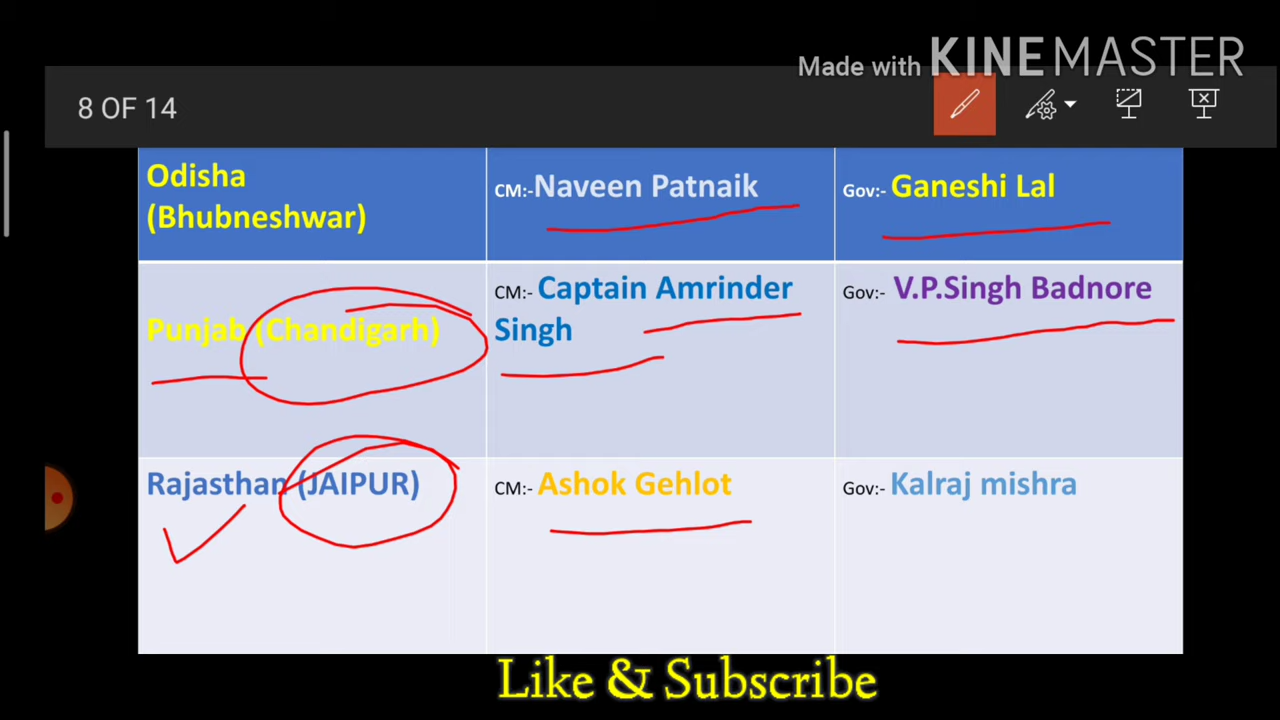 Made with KINEMASTER
8 OF 14
Odisha
(Bhubneshwar)
CM:-Naveen Patnaik
Gov:- Ganeshi Lal
Punjab (Chandigarh)
CM:- Captain Amrinder
Singh
Gov:- V.P.Singh Badnore
Rajasthan (JAIPUR)
CM:- Ashok Gehlot
Gov:- Kalraj mishra
Like & Subscribe